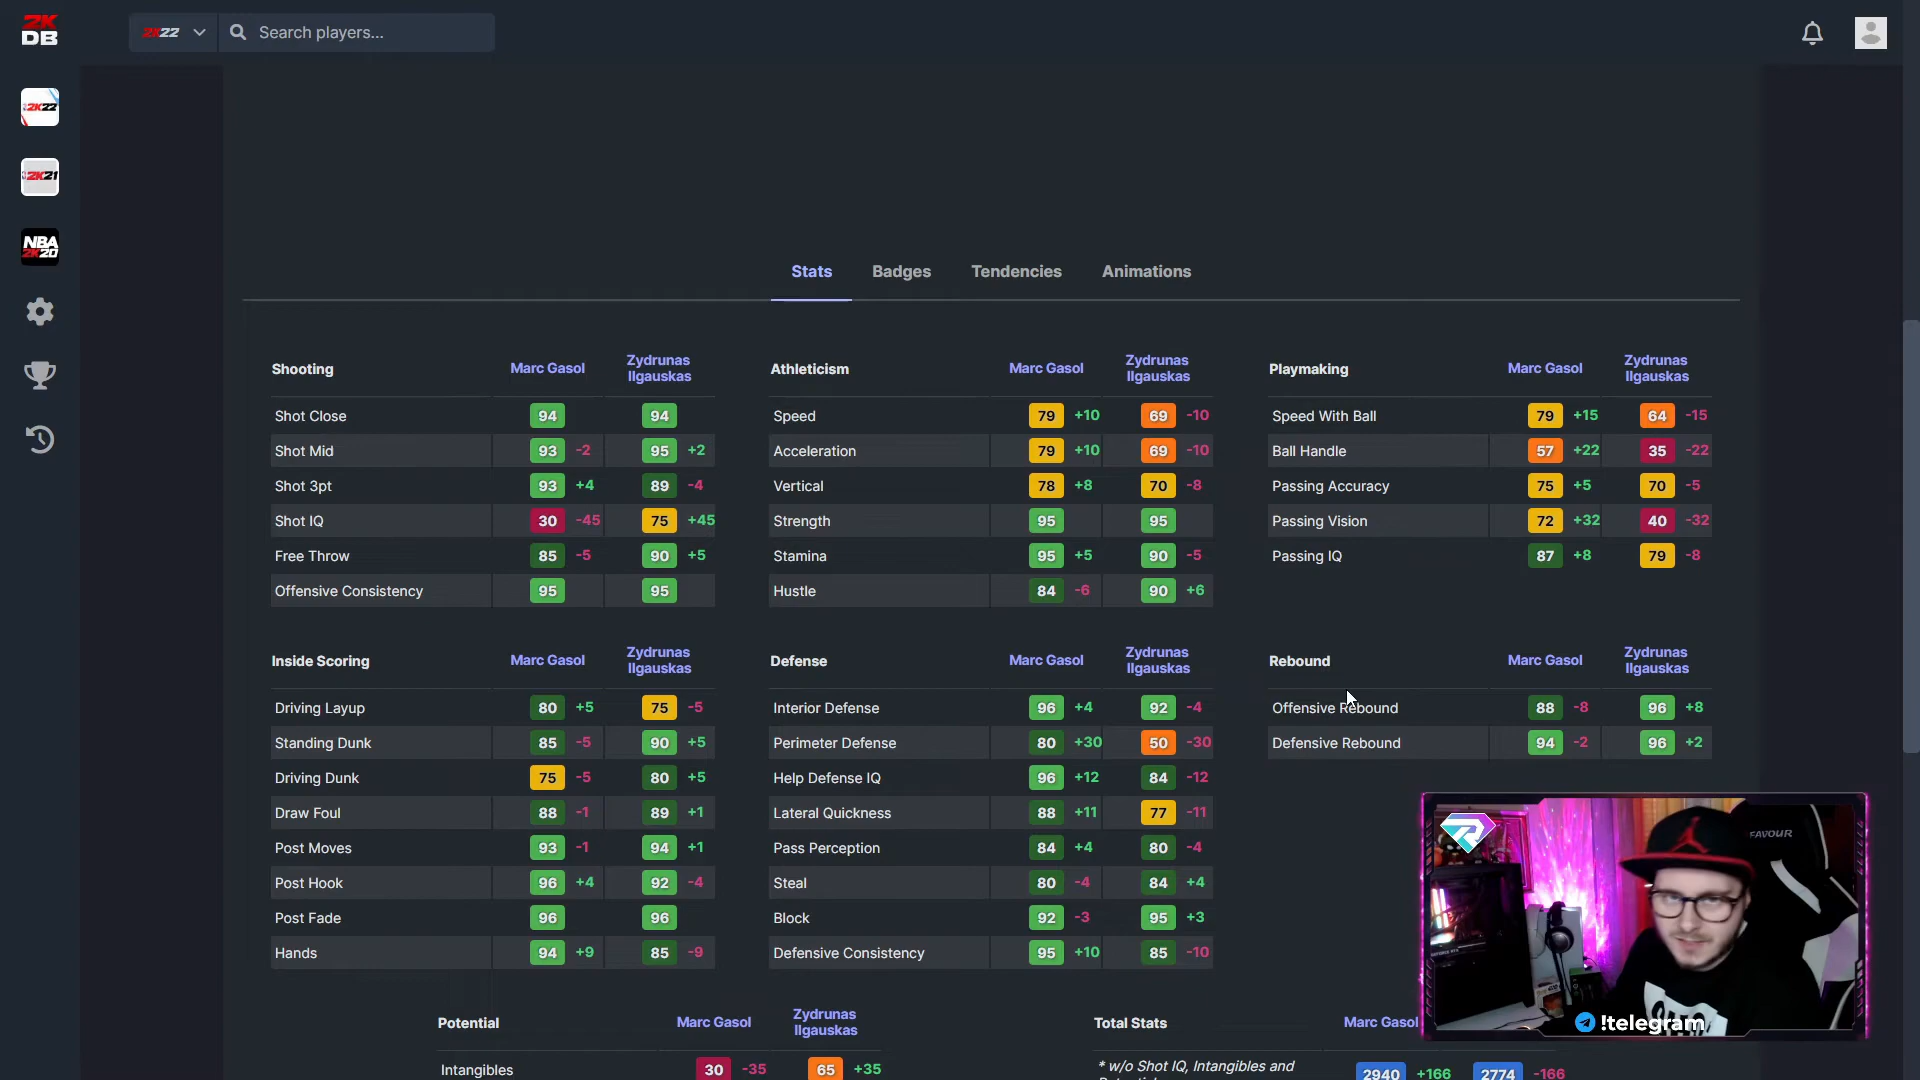 2K DB
2K22
Search players...
2K22
2K21
NBA 2K20
Stats Badges Tendencies Animations
Shooting Marc Gasol Zydrunas Ilgauskas
Shot Close 94 94
Shot Mid 93 -2 95 +2
Shot 3pt 93 +4 89 -4
Shot IQ 30 -45 75 +45
Free Throw 85 -5 90 +5
Offensive Consistency 95 95
Athleticism Marc Gasol Zydrunas Ilgauskas
Speed 79 +10 69 -10
Acceleration 79 +10 69 -10
Vertical 78 +8 70 -8
Strength 95 95
Stamina 95 +5 90 -5
Hustle 84 -6 90 +6
Playmaking Marc Gasol Zydrunas Ilgauskas
Speed With Ball 79 +15 64 -15
Ball Handle 57 +22 35 -22
Passing Accuracy 75 +5 70 -5
Passing Vision 72 +32 40 -32
Passing IQ 87 +8 79 -8
Inside Scoring Marc Gasol Zydrunas Ilgauskas
Driving Layup 80 +5 75 -5
Standing Dunk 85 -5 90 +5
Driving Dunk 75 -5 80 +5
Draw Foul 88 -1 89 +1
Post Moves 93 -1 94 +1
Post Hook 96 +4 92 -4
Post Fade 96 96
Hands 94 +9 85 -9
Defense Marc Gasol Zydrunas Ilgauskas
Interior Defense 96 +4 92 -4
Perimeter Defense 80 +30 50 -30
Help Defense IQ 96 +12 84 -12
Lateral Quickness 88 +11 77 -11
Pass Perception 84 +4 80 -4
Steal 80 -4 84 +4
Block 92 -3 95 +3
Defensive Consistency 95 +10 85 -10
Rebound Marc Gasol Zydrunas Ilgauskas
Offensive Rebound 88 -8 96 +8
Defensive Rebound 94 -2 96 +2
Potential Marc Gasol Zydrunas Ilgauskas
Intangibles 30 -35 65 +35
Total Stats Marc Gasol
* w/o Shot IQ, Intangibles and
2940 +166 2774 -166
FAVOUR
!telegram